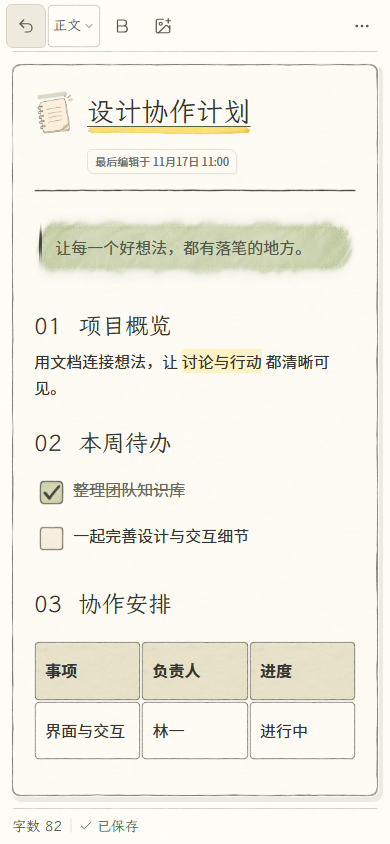 正文
B
设计协作计划
最后编辑于 11月17日 11:00
让每一个好想法，都有落笔的地方。
01 项目概览
用文档连接想法，让 讨论与行动 都清晰可
见。
02 本周待办
整理团队知识库
一起完善设计与交互细节
03 协作安排
事项 负责人 进度
界面与交互 林一 进行中
字数 82 已保存